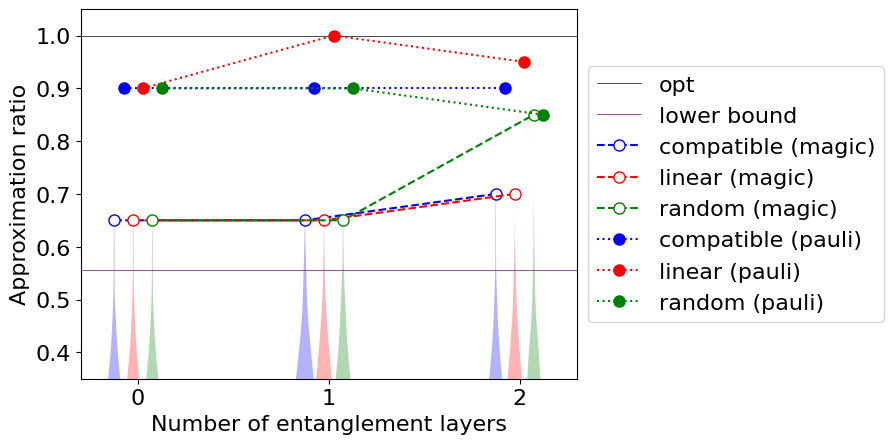 1.0
0.9
0.8
0.7
0.6
0.5
0.4
Approximation ratio
0 1 2
Number of entanglement layers
opt
lower bound
compatible (magic)
linear (magic)
random (magic)
compatible (pauli)
linear (pauli)
random (pauli)